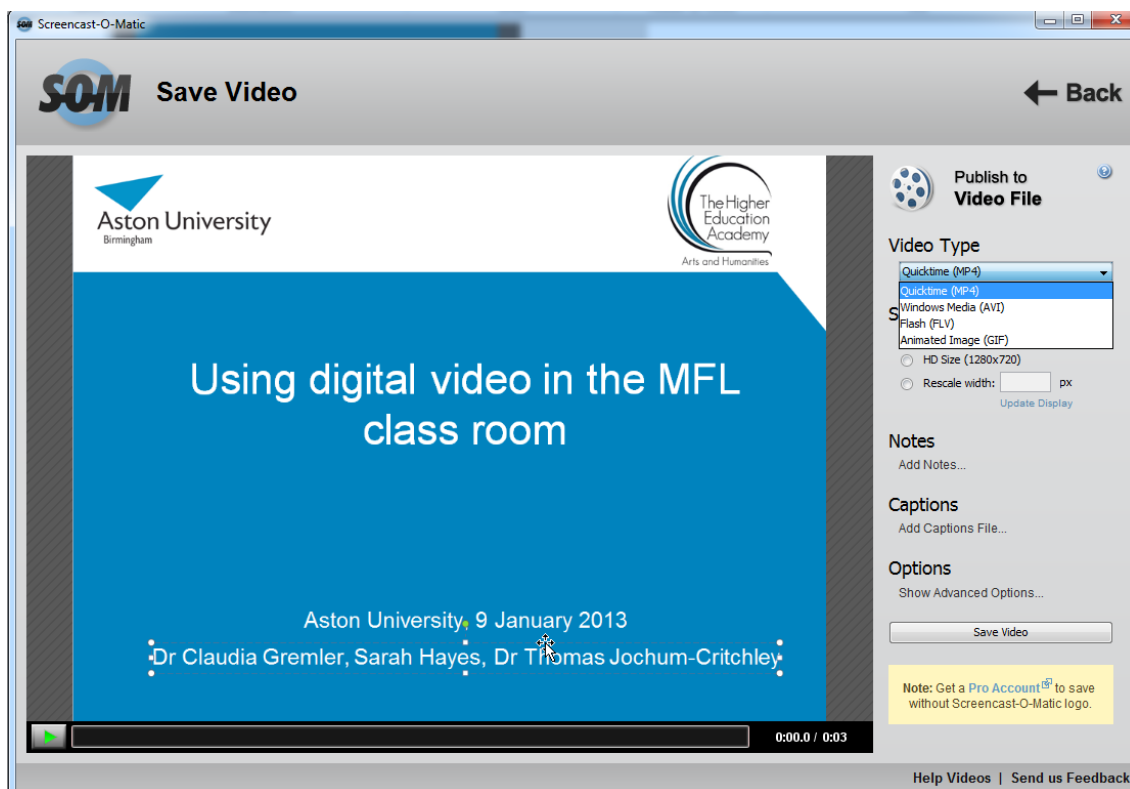 Screencast-O-Matic
SOM
Save Video
Back
Aston University
Birmingham
The Higher
Education
Academy
Arts and Humanities
Using digital video in the MFL
class room
Aston University, 9 January 2013
Dr Claudia Gremler, Sarah Hayes, Dr Thomas Jochum-Critchley
0:00.0 / 0:03
Publish to
Video File
Video Type
Quicktime (MP4)
Quicktime (MP4)
Windows Media (AVI)
Flash (FLV)
Animated Image (GIF)
HD Size (1280x720)
Rescale width: px
Update Display
Notes
Add Notes...
Captions
Add Captions File...
Options
Show Advanced Options...
Save Video
Note: Get a Pro Account to save
without Screencast-O-Matic logo.
Help Videos | Send us Feedback